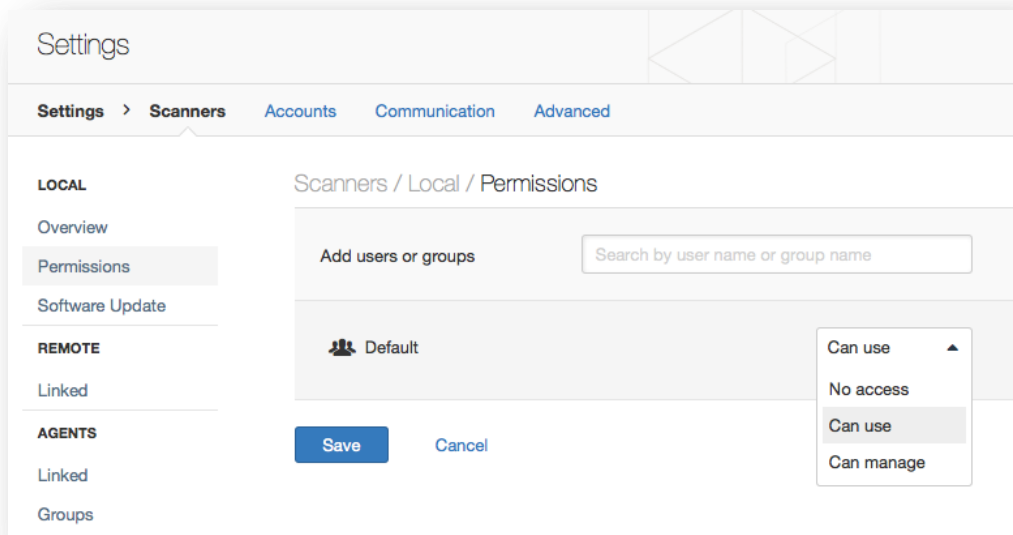 Settings
Settings > Scanners Accounts Communication Advanced
LOCAL
Overview
Permissions
Software Update
REMOTE
Linked
AGENTS
Linked
Groups
Scanners / Local / Permissions
Add users or groups Search by user name or group name
Default Can use
No access
Can use
Can manage
Save Cancel